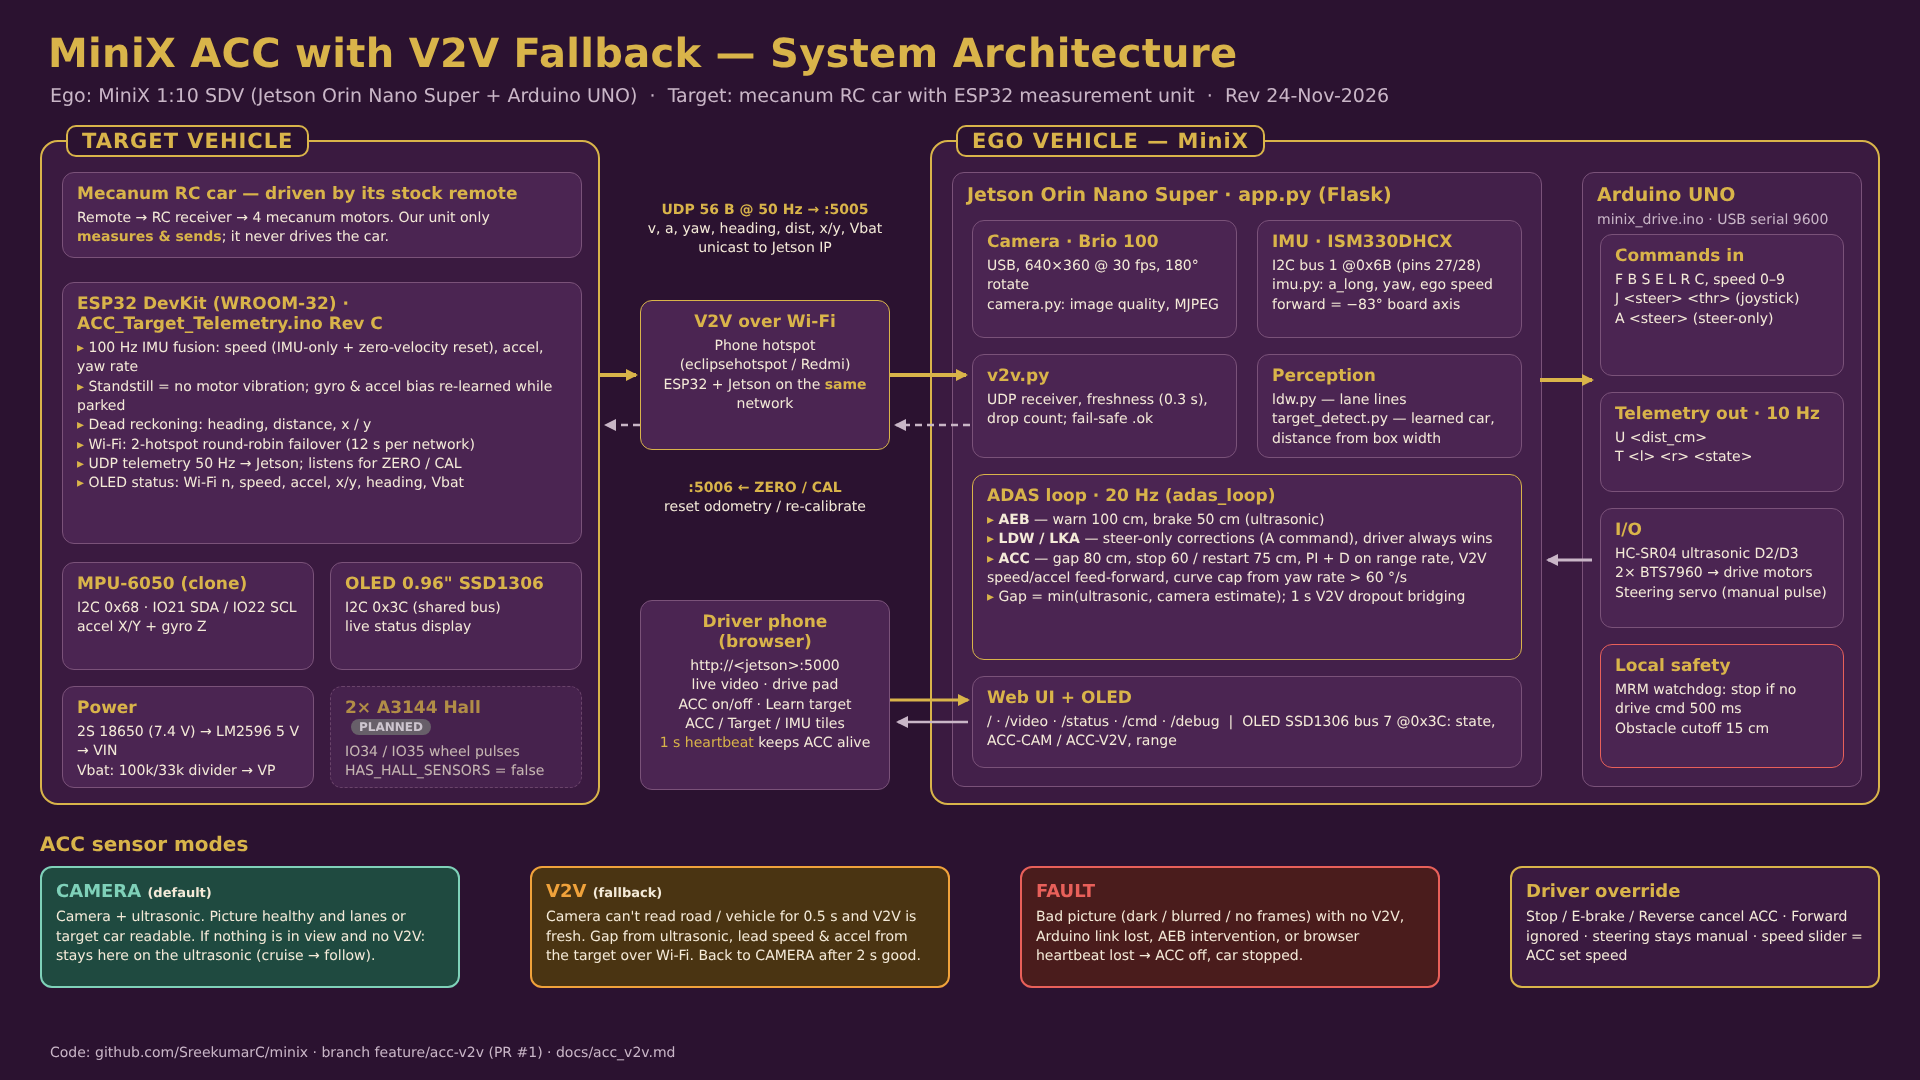 MiniX ACC with V2V Fallback — System Architecture
Ego: MiniX 1:10 SDV (Jetson Orin Nano Super + Arduino UNO) · Target: mecanum RC car with ESP32 measurement unit · Rev 24-Nov-2026
TARGET VEHICLE
Mecanum RC car — driven by its stock remote
Remote → RC receiver → 4 mecanum motors. Our unit only
measures & sends; it never drives the car.
ESP32 DevKit (WROOM-32) ·
ACC_Target_Telemetry.ino Rev C
▸ 100 Hz IMU fusion: speed (IMU-only + zero-velocity reset), accel,
yaw rate
▸ Standstill = no motor vibration; gyro & accel bias re-learned while
parked
▸ Dead reckoning: heading, distance, x / y
▸ Wi-Fi: 2-hotspot round-robin failover (12 s per network)
▸ UDP telemetry 50 Hz → Jetson; listens for ZERO / CAL
▸ OLED status: Wi-Fi n, speed, accel, x/y, heading, Vbat
MPU-6050 (clone)
I2C 0x68 · IO21 SDA / IO22 SCL
accel X/Y + gyro Z
OLED 0.96" SSD1306
I2C 0x3C (shared bus)
live status display
Power
2S 18650 (7.4 V) → LM2596 5 V
→ VIN
Vbat: 100k/33k divider → VP
2× A3144 Hall
PLANNED
IO34 / IO35 wheel pulses
HAS_HALL_SENSORS = false
UDP 56 B @ 50 Hz → :5005
v, a, yaw, heading, dist, x/y, Vbat
unicast to Jetson IP
V2V over Wi-Fi
Phone hotspot
(eclipsehotspot / Redmi)
ESP32 + Jetson on the same
network
:5006 ← ZERO / CAL
reset odometry / re-calibrate
Driver phone
(browser)
http://<jetson>:5000
live video · drive pad
ACC on/off · Learn target
ACC / Target / IMU tiles
1 s heartbeat keeps ACC alive
EGO VEHICLE — MiniX
Jetson Orin Nano Super · app.py (Flask)
Camera · Brio 100
USB, 640×360 @ 30 fps, 180°
rotate
camera.py: image quality, MJPEG
IMU · ISM330DHCX
I2C bus 1 @0x6B (pins 27/28)
imu.py: a_long, yaw, ego speed
forward = −83° board axis
v2v.py
UDP receiver, freshness (0.3 s),
drop count; fail-safe .ok
Perception
ldw.py — lane lines
target_detect.py — learned car,
distance from box width
ADAS loop · 20 Hz (adas_loop)
▸ AEB — warn 100 cm, brake 50 cm (ultrasonic)
▸ LDW / LKA — steer-only corrections (A command), driver always wins
▸ ACC — gap 80 cm, stop 60 / restart 75 cm, PI + D on range rate, V2V
speed/accel feed-forward, curve cap from yaw rate > 60 °/s
▸ Gap = min(ultrasonic, camera estimate); 1 s V2V dropout bridging
Web UI + OLED
/ · /video · /status · /cmd · /debug | OLED SSD1306 bus 7 @0x3C: state,
ACC-CAM / ACC-V2V, range
Arduino UNO
minix_drive.ino · USB serial 9600
Commands in
F B S E L R C, speed 0–9
J <steer> <thr> (joystick)
A <steer> (steer-only)
Telemetry out · 10 Hz
U <dist_cm>
T <l> <r> <state>
I/O
HC-SR04 ultrasonic D2/D3
2× BTS7960 → drive motors
Steering servo (manual pulse)
Local safety
MRM watchdog: stop if no
drive cmd 500 ms
Obstacle cutoff 15 cm
ACC sensor modes
CAMERA (default)
Camera + ultrasonic. Picture healthy and lanes or
target car readable. If nothing is in view and no V2V:
stays here on the ultrasonic (cruise → follow).
V2V (fallback)
Camera can't read road / vehicle for 0.5 s and V2V is
fresh. Gap from ultrasonic, lead speed & accel from
the target over Wi-Fi. Back to CAMERA after 2 s good.
FAULT
Bad picture (dark / blurred / no frames) with no V2V,
Arduino link lost, AEB intervention, or browser
heartbeat lost → ACC off, car stopped.
Driver override
Stop / E-brake / Reverse cancel ACC · Forward
ignored · steering stays manual · speed slider =
ACC set speed
Code: github.com/SreekumarC/minix · branch feature/acc-v2v (PR #1) · docs/acc_v2v.md